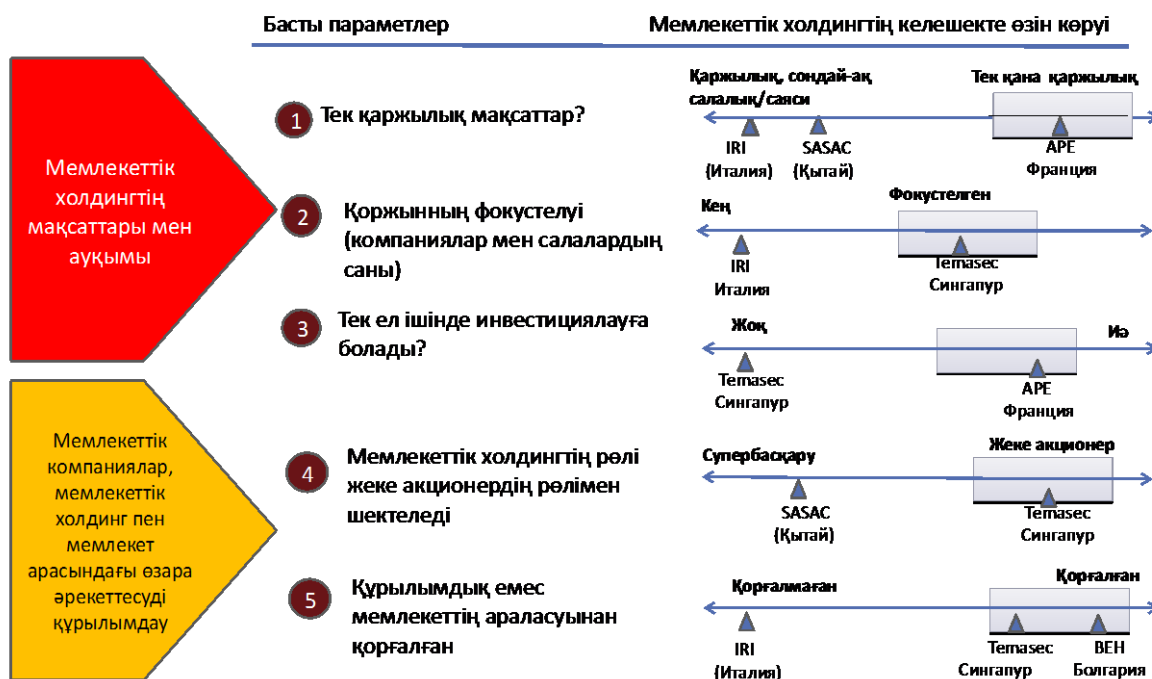 Басты параметлер
Мемлекеттік холдингтің келешекте өзін көруі
Мемлекеттік
холдингтің
мақсаттары мен
ауқымы
1
Тек қаржылық мақсаттар?
Қаржылық, сондай-ақ
салалық/саяси
Тек қана қаржылық
IRI
(Италия)
SASAC
(Қытай)
APE
Франция
2
Қоржынның фокустелуі
(компаниялар мен салалардың
саны)
Кең
Фокустелген
IRI
Италия
Temasec
Сингапур
3
Тек ел ішінде инвестициялауға
болады?
Жоқ
Иә
Temasec
Сингапур
APE
Франция
Мемлекеттік
компаниялар,
мемлекеттік
холдинг пен
мемлекет
арасындағы өзара
әрекеттесуді
құрылымдау
4
Мемлекеттік холдингтің рөлі
жеке акционердің рөлімен
шектеледі
Супербасқару
Жеке акционер
SASAC
(Қытай)
Temasec
Сингапур
5
Құрылымдық емес
мемлекеттің араласуынан
қорғалған
Қорғалмаған
Қорғалған
IRI
(Италия)
Temasec
Сингапур
BEH
Болгария